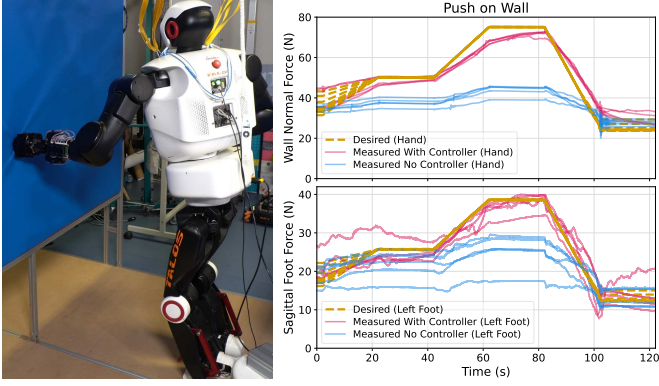 TALOS
Push on Wall
Wall Normal Force (N)
80
60
40
20
Desired (Hand)
Measured With Controller (Hand)
Measured No Controller (Hand)
Sagittal Foot Force (N)
40
30
20
10
0
Desired (Left Foot)
Measured With Controller (Left Foot)
Measured No Controller (Left Foot)
0
20
40
60
80
100
120
Time (s)